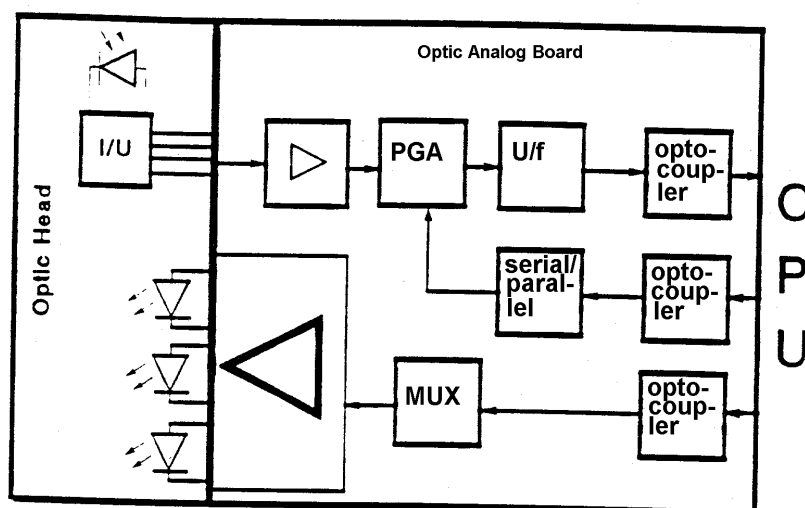 Optic Analog Board
Optic Head
I/U
PGA
U/f
opto-
coup-
ler
serial/
paral-
lel
opto-
coup-
ler
MUX
opto-
coup-
ler
CPU